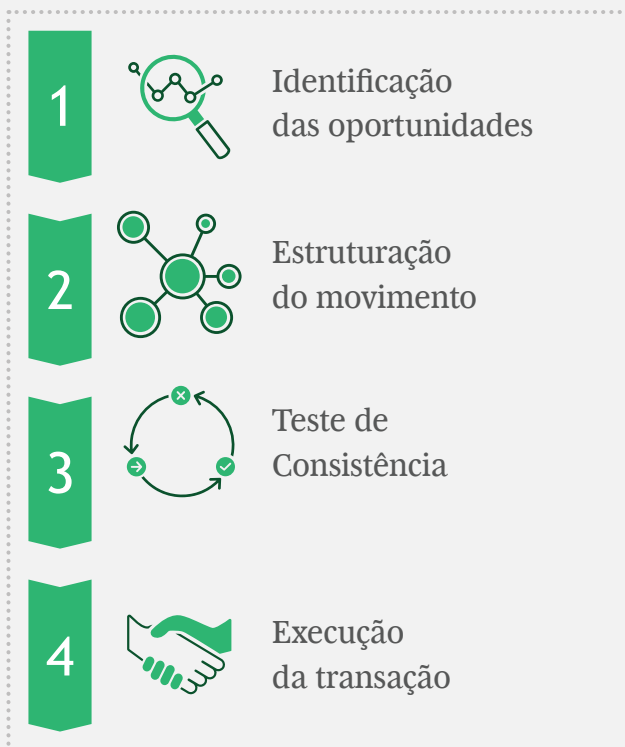 1
Identificação
das oportunidades
2
Estruturação
do movimento
3
Teste de
Consistência
4
Execução
da transação